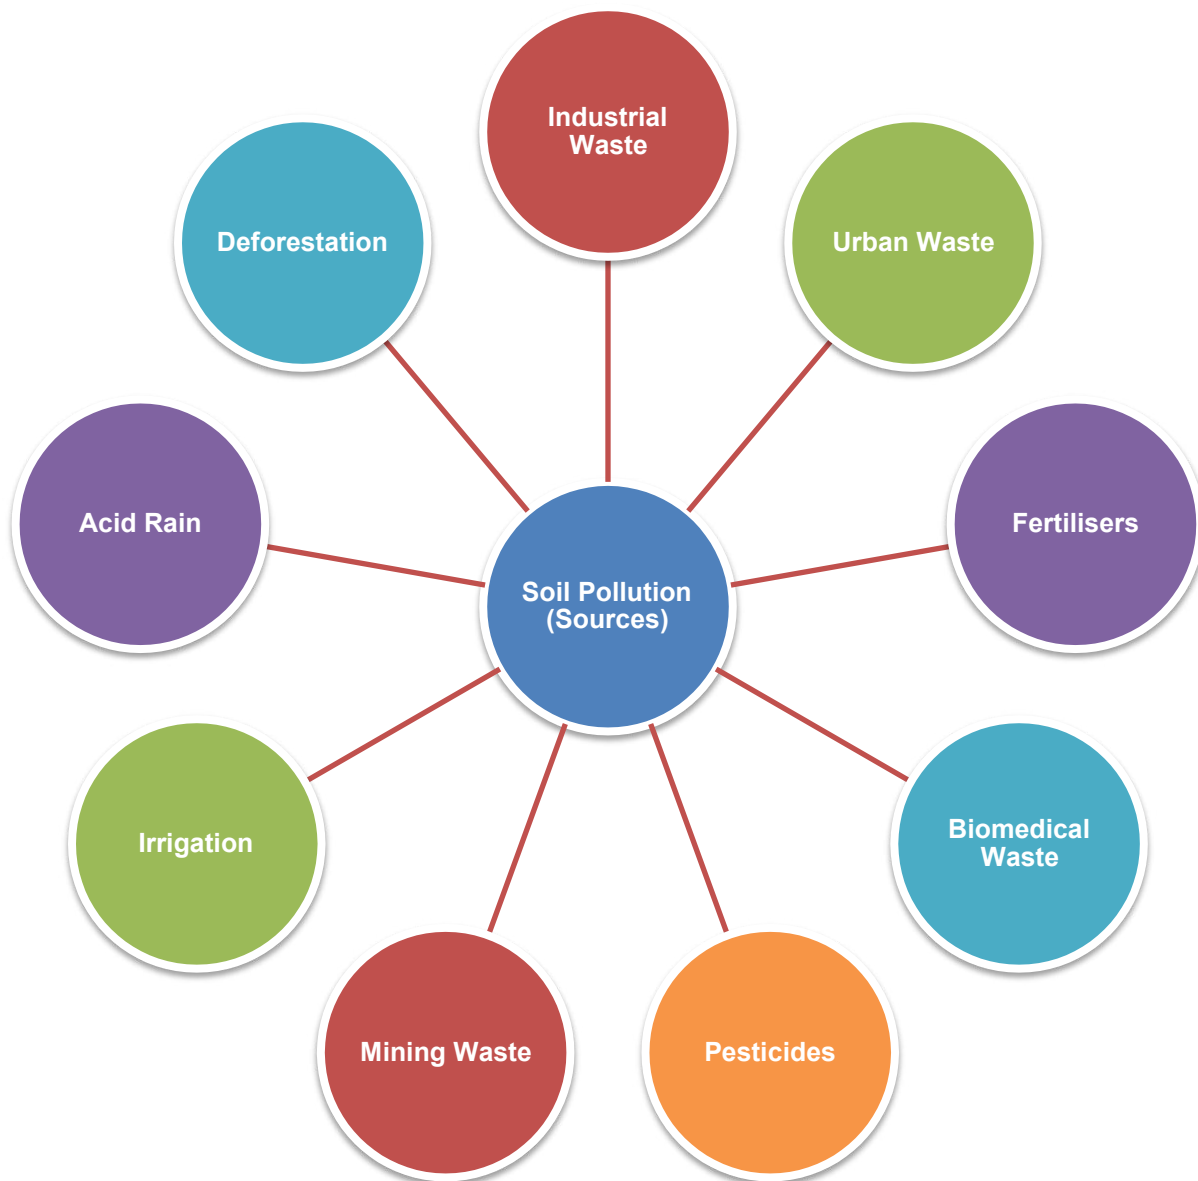 Industrial
Waste
Urban Waste
Fertilisers
Biomedical
Waste
Pesticides
Mining Waste
Irrigation
Acid Rain
Deforestation
Soil Pollution
(Sources)